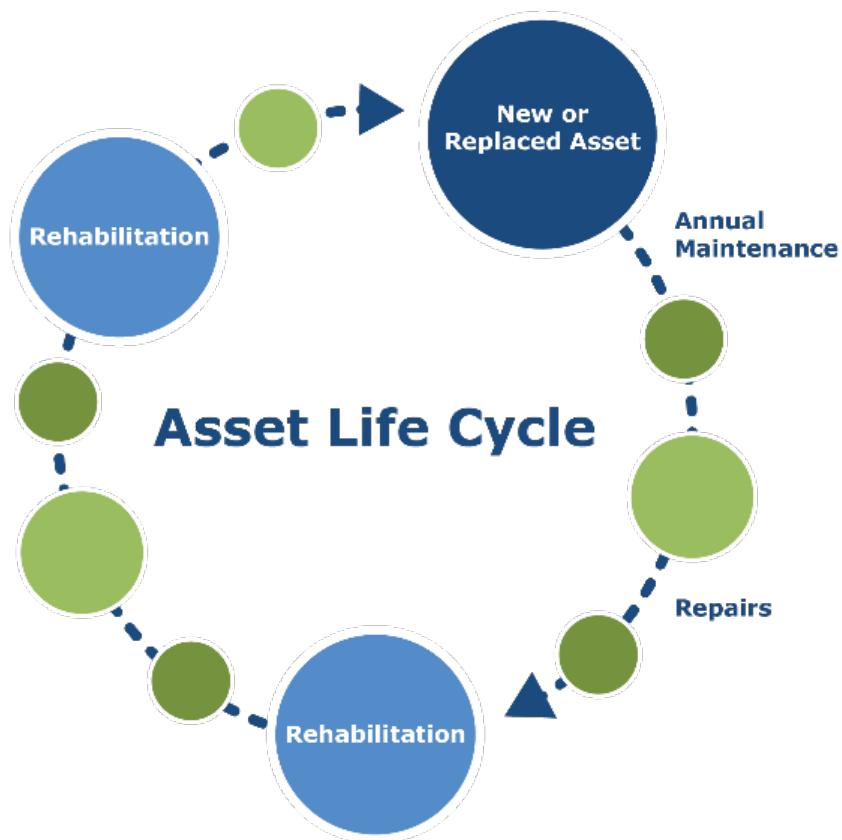 New or
Replaced Asset
Annual
Maintenance
Rehabilitation
Asset Life Cycle
Repairs
Rehabilitation